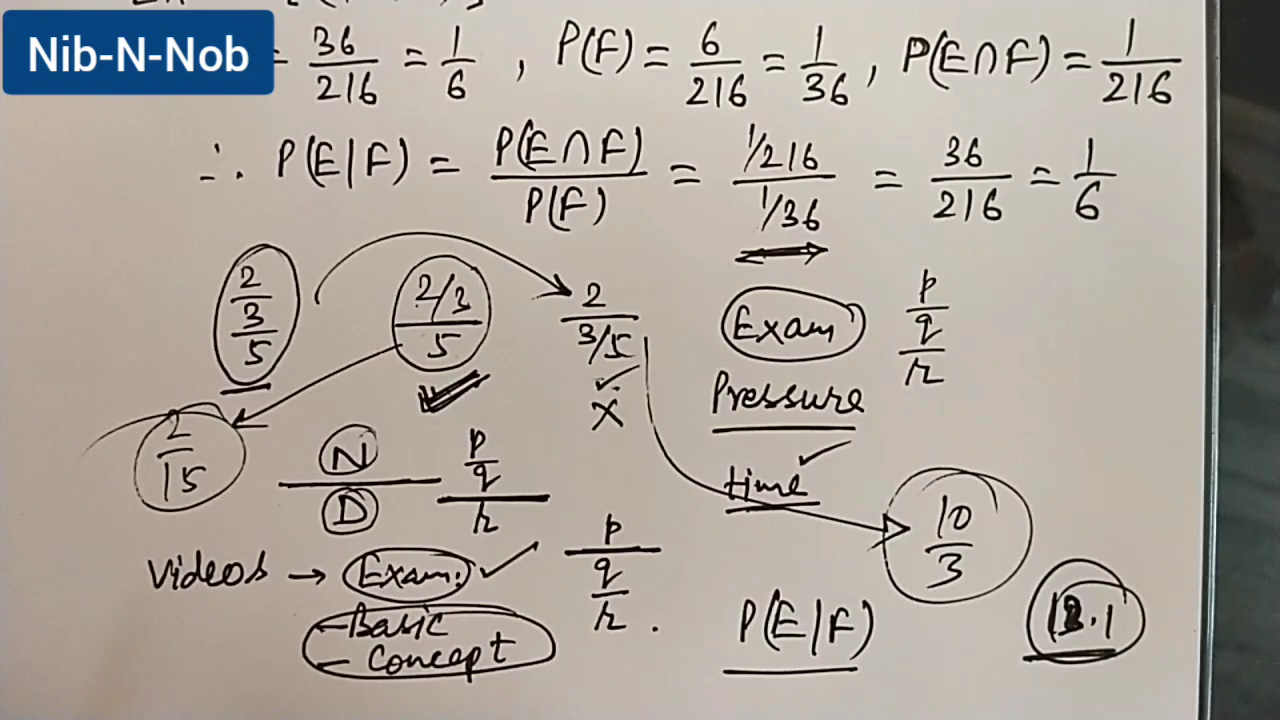 Nib-N-Nob
= 36/216 = 1/6 , P(F) = 6/216 = 1/36 , P(E∩F) = 1/216
∴ P(E|F) = P(E∩F)/P(F) = 1/216 / 1/36 = 36/216 = 1/6
2/3/5
2/3 / 5
2 / 3/5
✓
x
Exam
p/q/r
Pressure
time ✓
2/15
N/D
p/q / r
10/3
videos → Exam. ✓
p / q/r .
- Basic
- Concept
P(E|F)